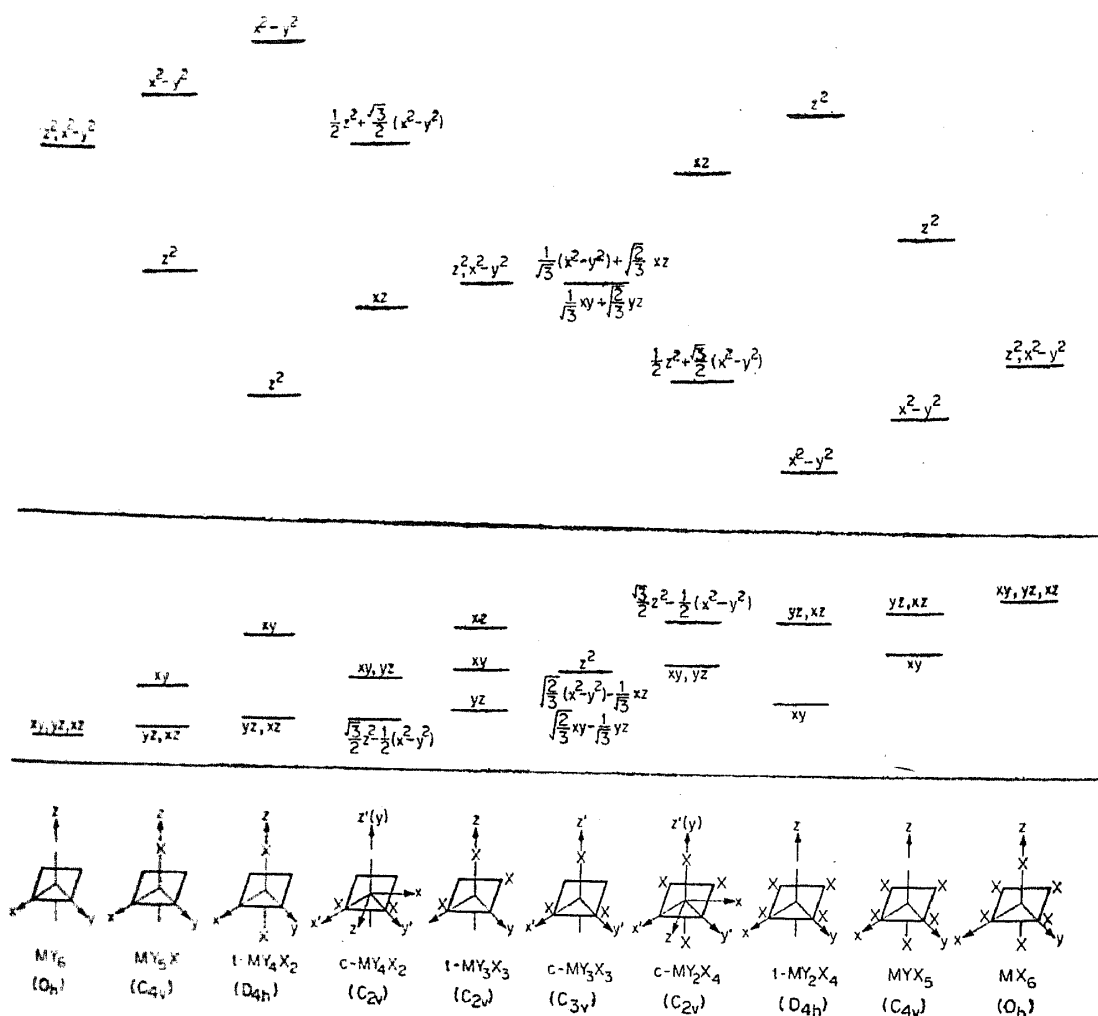 x²-y²
x²-y²
z²,x²-y²
1/2 z²+√3/2 (x²-y²)
z²
xz
z²
z²
z²,x²-y²
1/√3 (x²-y²)+√2/3 xz
1/√3 xy+√2/3 yz
xz
z²
1/2 z²+√3/2 (x²-y²)
z²,x²-y²
x²-y²
x²-y²
√3/2 z²-1/2 (x²-y²)
xy, yz, xz
yz, xz
yz, xz
xy
xz
xy
xy, yz
xy
z²
xy, yz
xy
yz
√2/3 (x²-y²)-1/√3 xz
√2/3 xy-1/√3 yz
xy
xy, yz, xz
yz, xz
yz, xz
√3/2 z²-1/2 (x²-y²)
z z z z'(y) z z' z'(y) z z z
X X X X X
X X X X X X X X X X X X X X X X X
x y x y x' y' z x x' y x' y' x' y' z x x y x y x y
X X X X
MY₆ MY₅X t-MY₄X₂ c-MY₄X₂ t-MY₃X₃ c-MY₃X₃ c-MY₂X₄ t-MY₂X₄ MYX₅ MX₆
(Oh) (C₄ᵥ) (D₄h) (C₂ᵥ) (C₂ᵥ) (C₃ᵥ) (C₂ᵥ) (D₄h) (C₄ᵥ) (Oh)